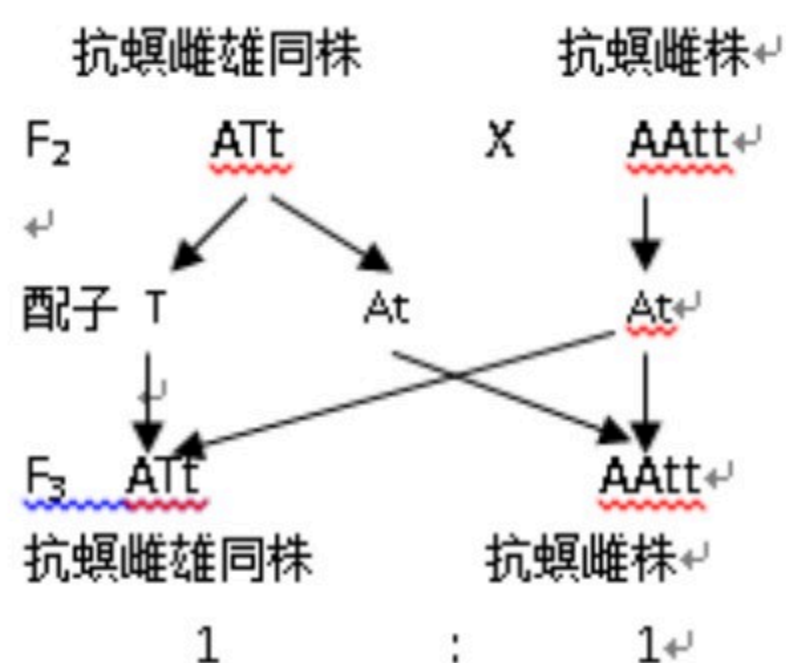 抗螟雌雄同株 抗螟雌株
F₂ ATt X AAtt
配子 T At At
F₃ ATt AAtt
抗螟雌雄同株 抗螟雌株
1 : 1